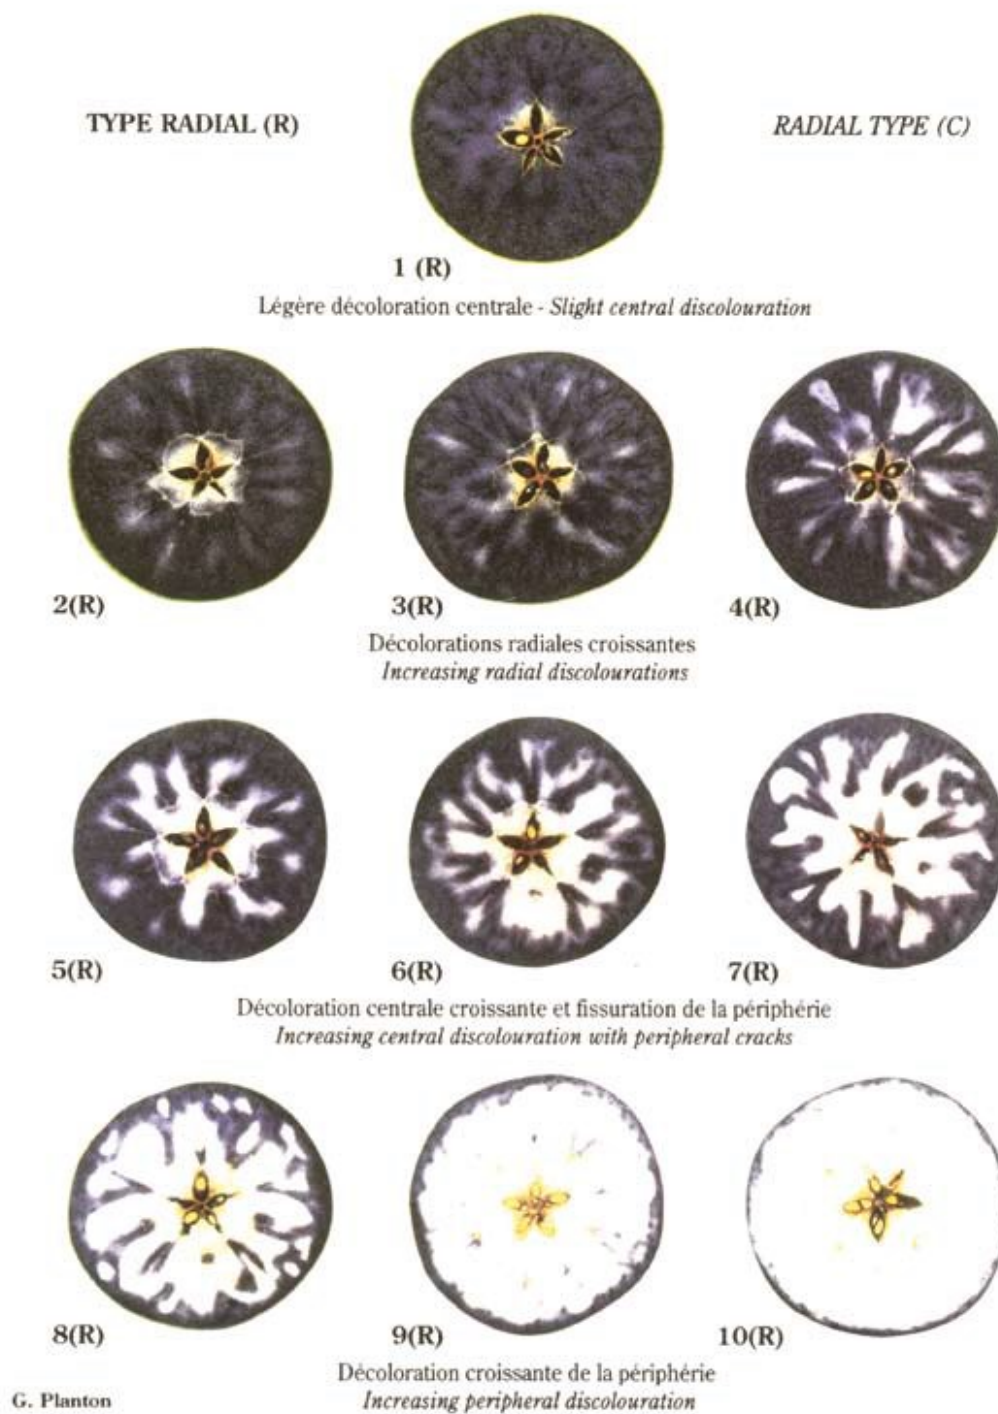 TYPE RADIAL (R)
RADIAL TYPE (C)
1 (R)
Légère décoloration centrale - Slight central discolouration
2(R)
3(R)
4(R)
Décolorations radiales croissantes
Increasing radial discolourations
5(R)
6(R)
7(R)
Décoloration centrale croissante et fissuration de la périphérie
Increasing central discolouration with peripheral cracks
8(R)
9(R)
10(R)
Décoloration croissante de la périphérie
Increasing peripheral discolouration
G. Planton